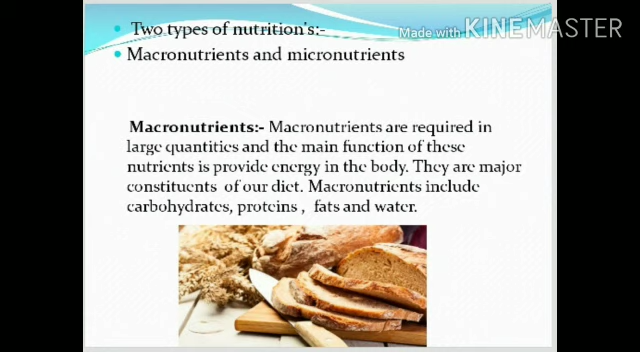 Two types of nutrition's:-
Made with KINEMASTER
Macronutrients and micronutrients
Macronutrients:- Macronutrients are required in
large quantities and the main function of these
nutrients is provide energy in the body. They are major
constituents of our diet. Macronutrients include
carbohydrates, proteins , fats and water.